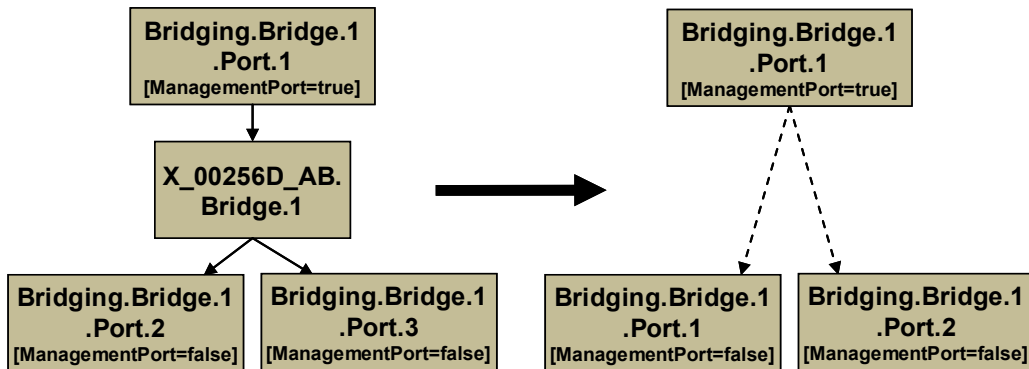 Bridging.Bridge.1
.Port.1
[ManagementPort=true]
Bridging.Bridge.1
.Port.1
[ManagementPort=true]
X_00256D_AB.
Bridge.1
Bridging.Bridge.1
.Port.2
[ManagementPort=false]
Bridging.Bridge.1
.Port.3
[ManagementPort=false]
Bridging.Bridge.1
.Port.1
[ManagementPort=false]
Bridging.Bridge.1
.Port.2
[ManagementPort=false]